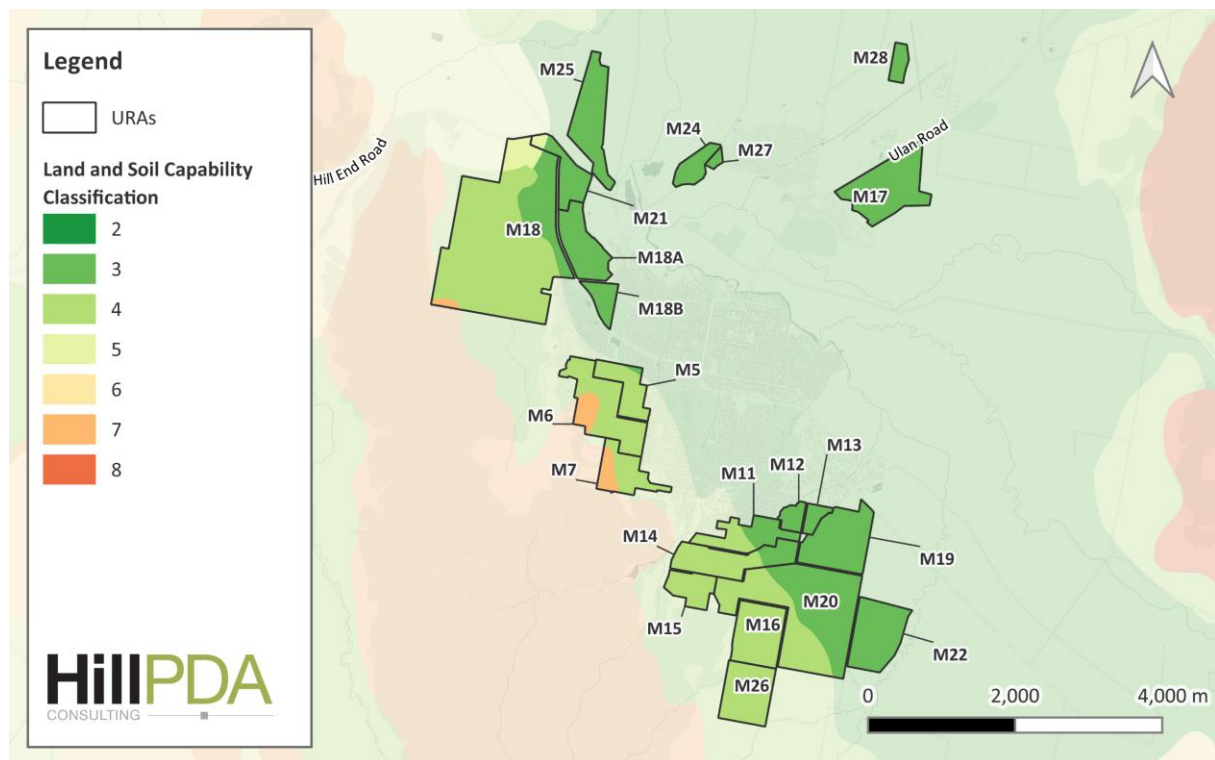 Legend
URAs
Land and Soil Capability
Classification
2
3
4
5
6
7
8
HillPDA
CONSULTING
Hill End Road
Ulan Road
M25
M28
M24
M27
M17
M18
M21
M18A
M18B
M5
M6
M7
M13
M12
M11
M14
M19
M20
M15
M16
M22
M26
0 2,000 4,000 m